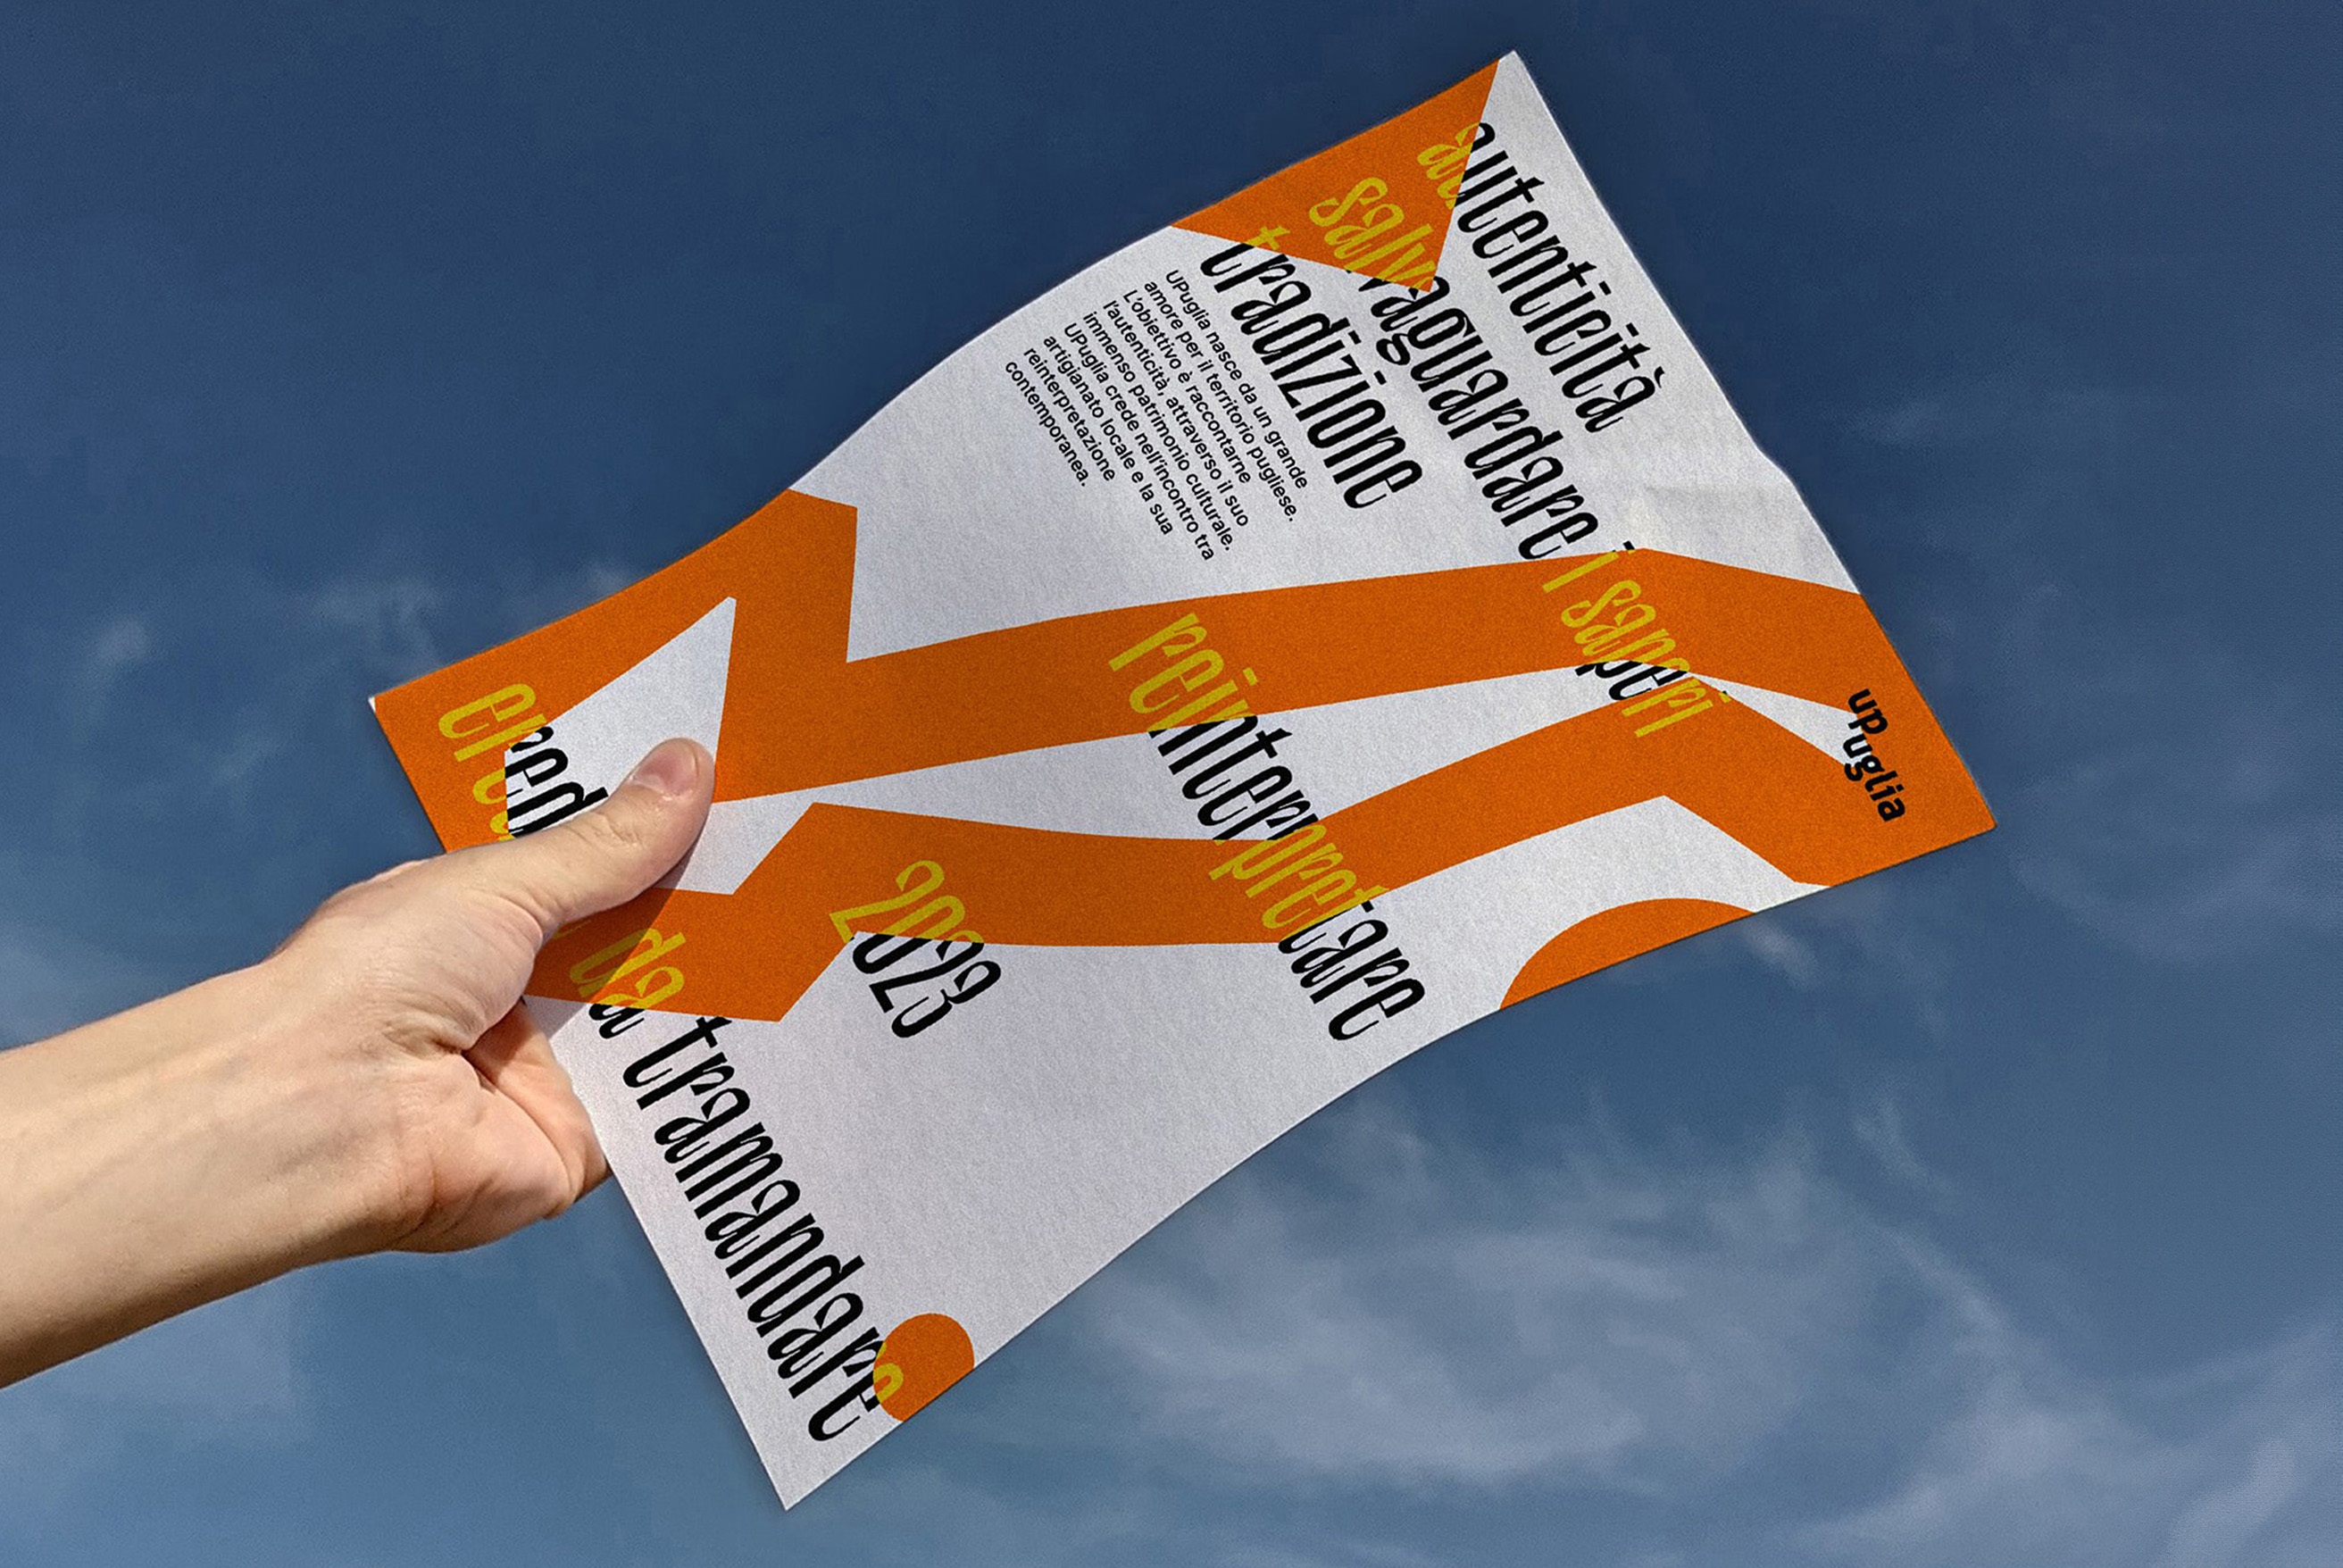 autenticità
salvaguardare i saperi
tradizione
UPuglia nasce da un grande
amore per il territorio pugliese.
L'obiettivo è raccontarne
l'autenticità, attraverso il suo
immenso patrimonio culturale.
UPuglia crede nell'incontro tra
artigianato locale e la sua
reinterpretazione
contemporanea.
up
uglia
reinterpretare
2023
da tramandare